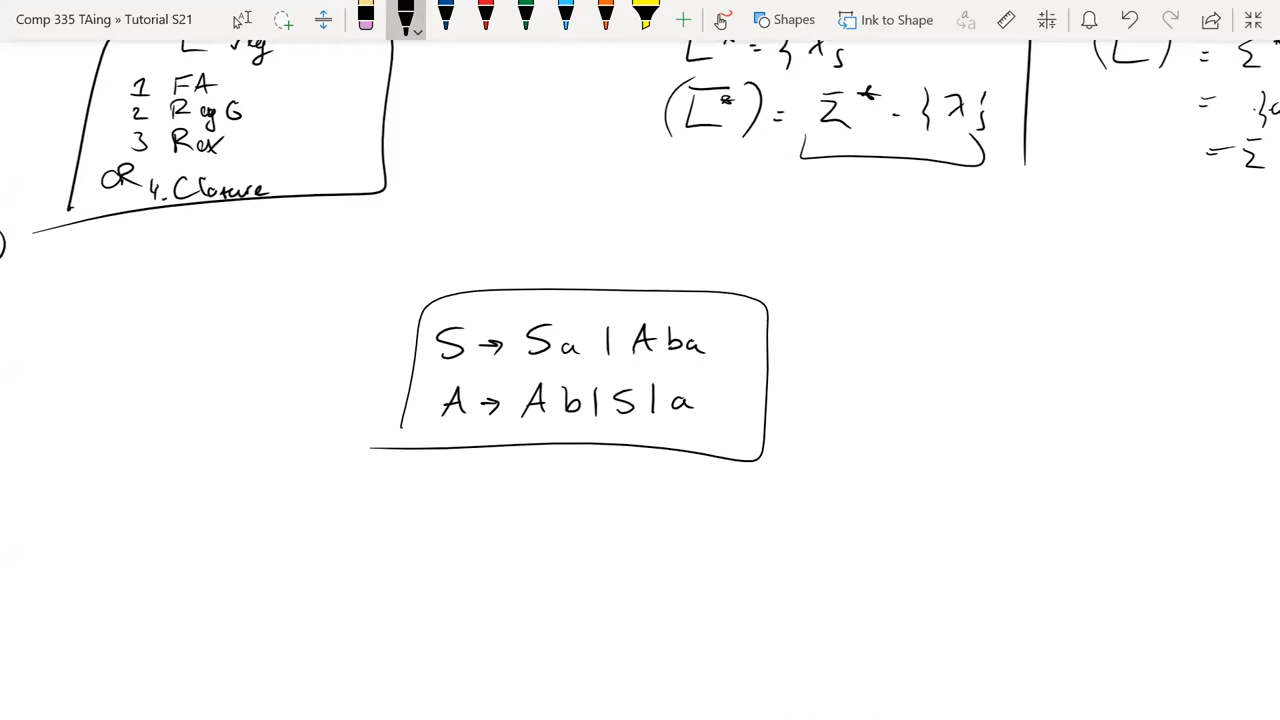 Comp 335 TAing » Tutorial S21
Shapes
Ink to Shape
L reg
1 FA
2 Reg G
3 Rex
OR 4. Closure
L* = { λ }
(L̅*̅) = Σ* - {λ}
(L) = Σ*
= {a
= Σ
)
S → Sa | Aba
A → Ab | S | a